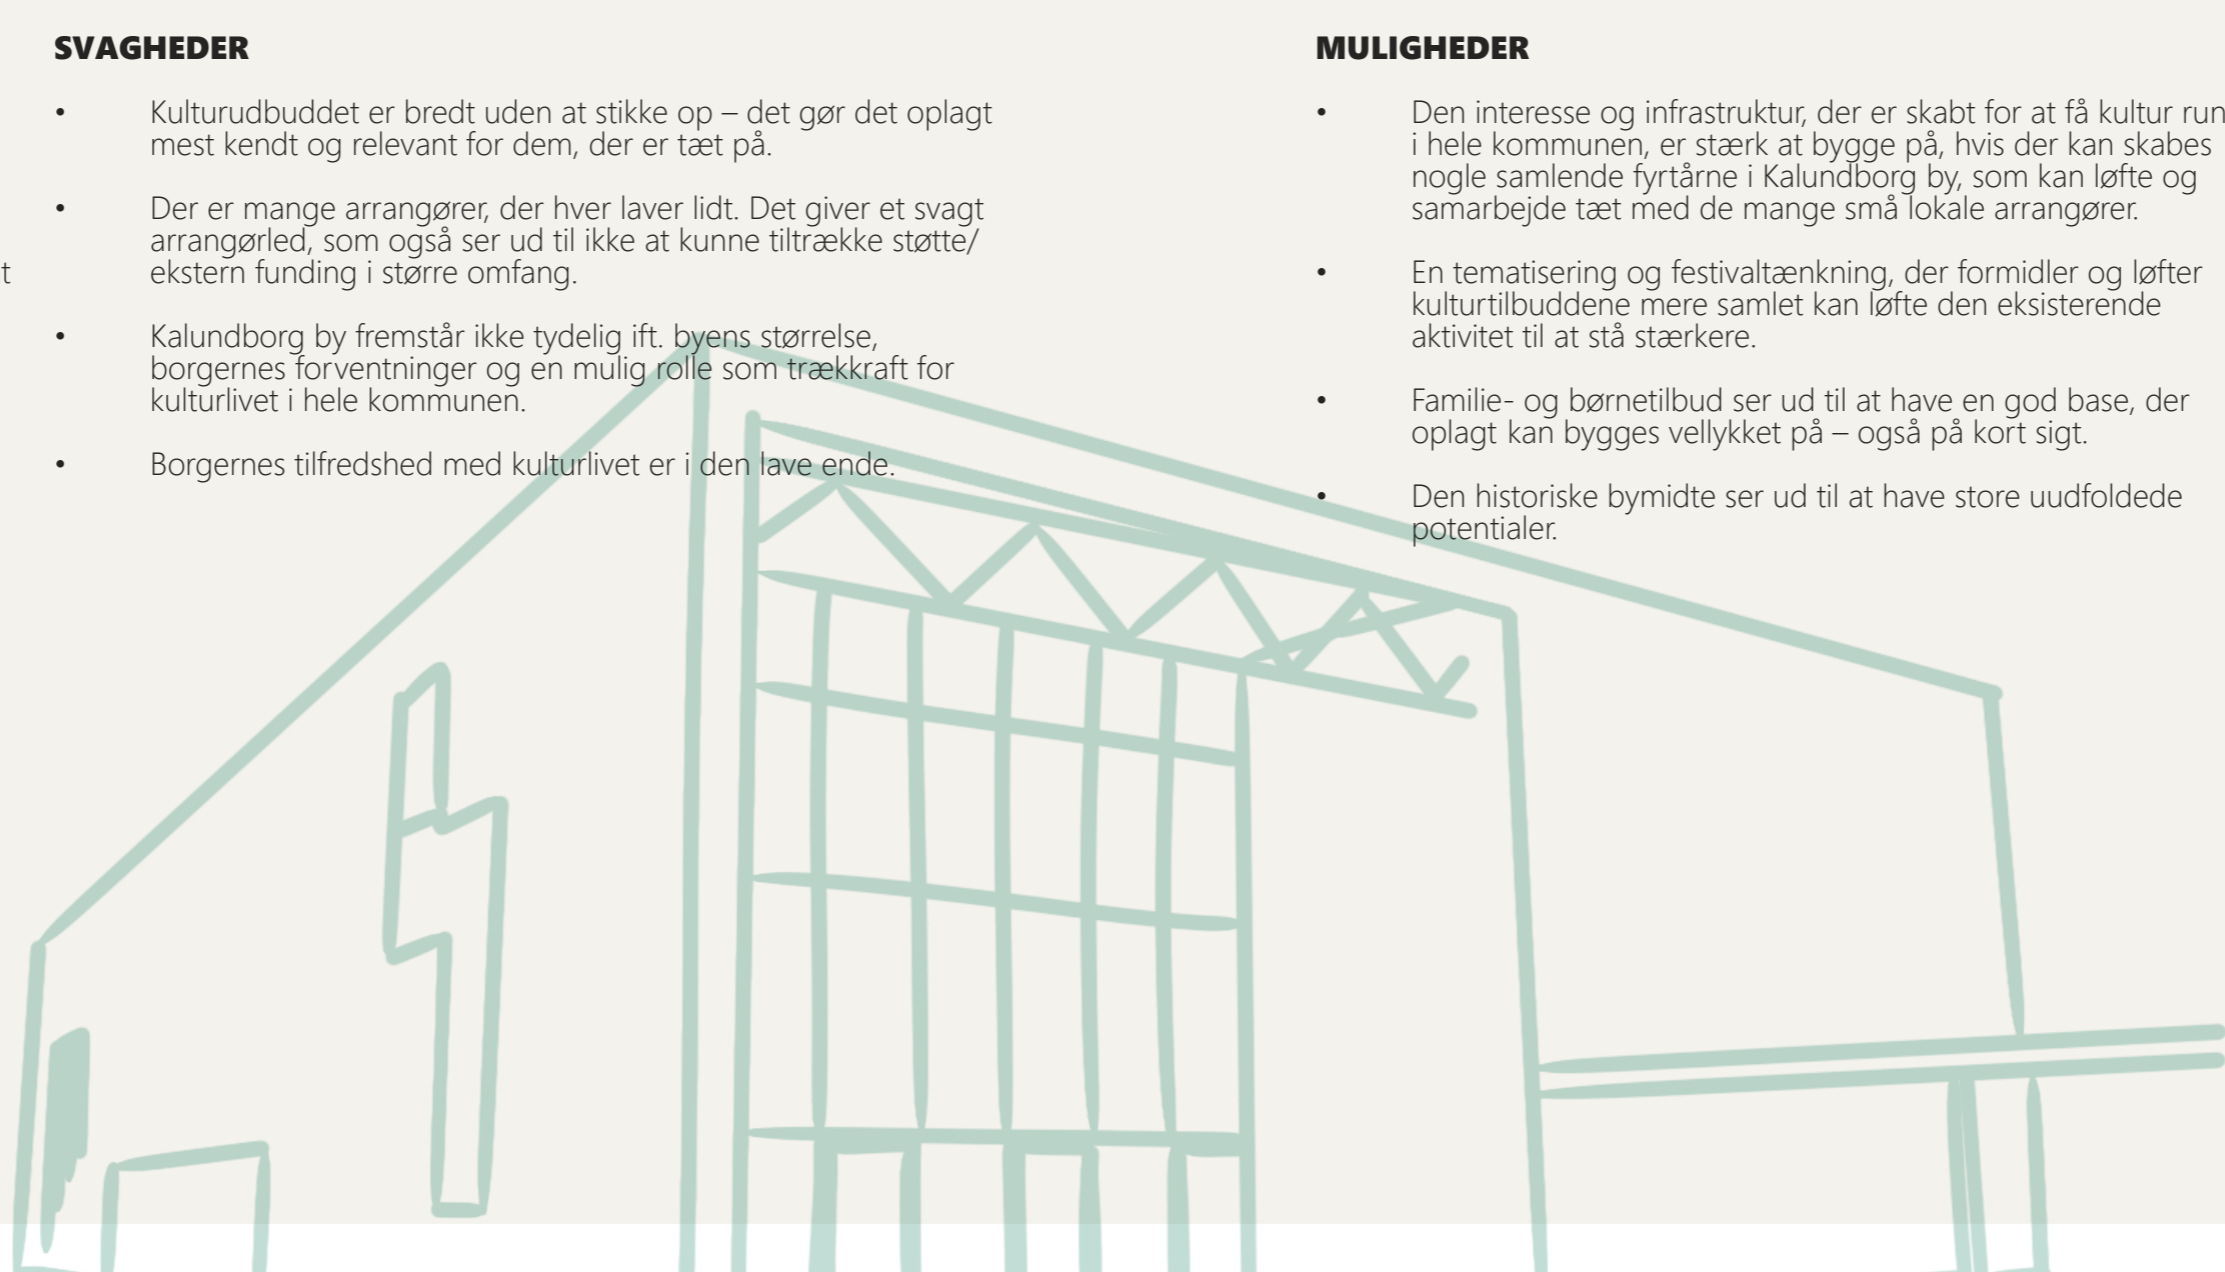 SVAGHEDER
• Kulturudbuddet er bredt uden at stikke op – det gør det oplagt
mest kendt og relevant for dem, der er tæt på.
• Der er mange arrangører, der hver laver lidt. Det giver et svagt
arrangørled, som også ser ud til ikke at kunne tiltrække støtte/
ekstern funding i større omfang.
• Kalundborg by fremstår ikke tydelig ift. byens størrelse,
borgernes forventninger og en mulig rolle som trækkraft for
kulturlivet i hele kommunen.
• Borgernes tilfredshed med kulturlivet er i den lave ende.
MULIGHEDER
• Den interesse og infrastruktur, der er skabt for at få kultur run
i hele kommunen, er stærk at bygge på, hvis der kan skabes
nogle samlende fyrtårne i Kalundborg by, som kan løfte og
samarbejde tæt med de mange små lokale arrangører.
• En tematisering og festivaltænkning, der formidler og løfter
kulturtilbuddene mere samlet kan løfte den eksisterende
aktivitet til at stå stærkere.
• Familie- og børnetilbud ser ud til at have en god base, der
oplagt kan bygges vellykket på – også på kort sigt.
• Den historiske bymidte ser ud til at have store uudfoldede
potentialer.